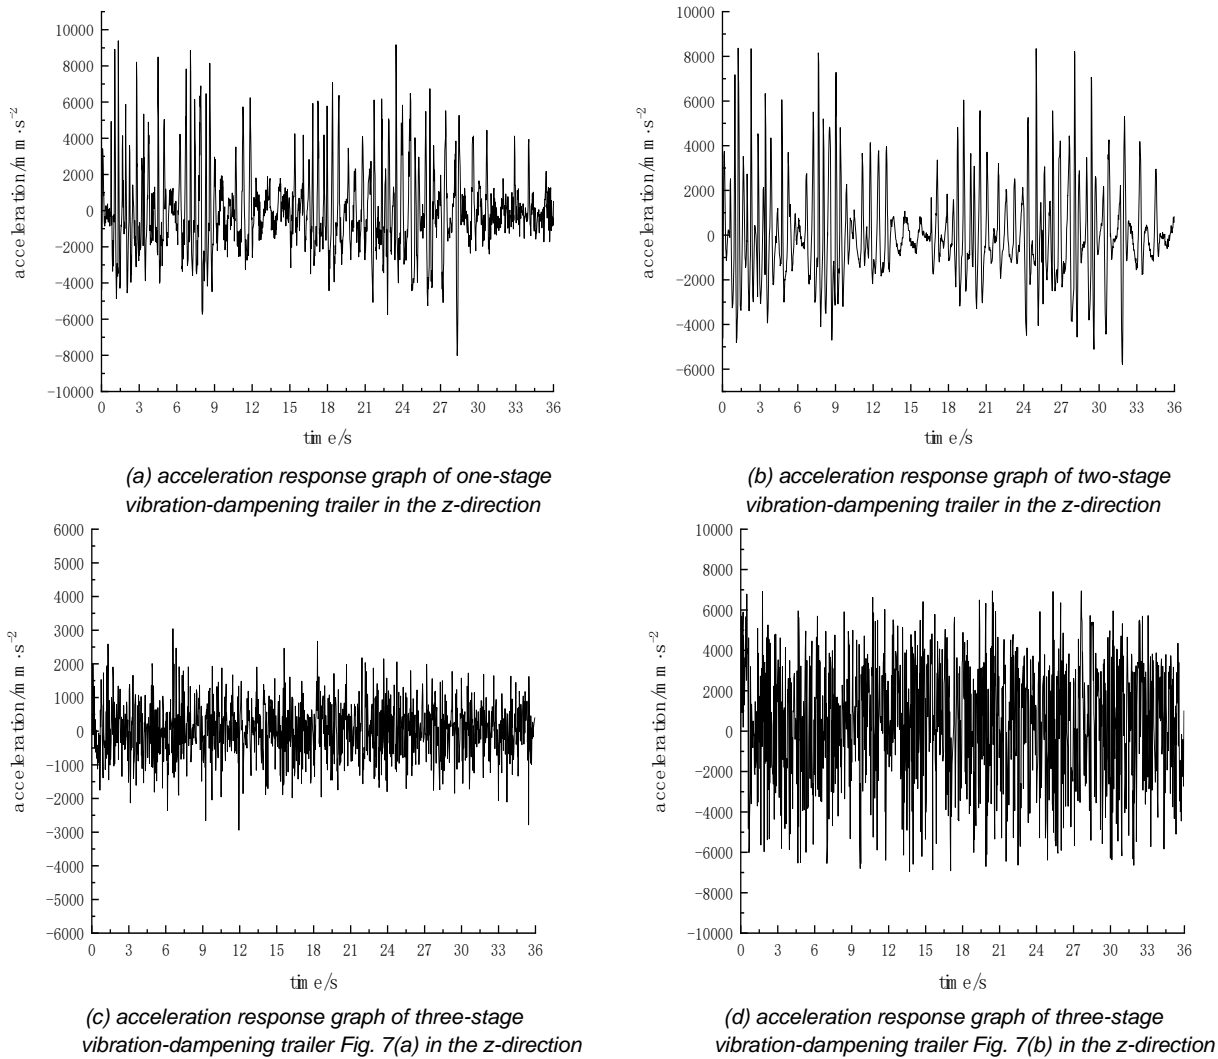 10000
8000
6000
4000
2000
0
−2000
−4000
−6000
−8000
−10000
acceleration/mm·s⁻²
0 3 6 9 12 15 18 21 24 27 30 33 36
time/s
(a) acceleration response graph of one-stage
vibration-dampening trailer in the z-direction
10000
8000
6000
4000
2000
0
−2000
−4000
−6000
acceleration/mm·s⁻²
0 3 6 9 12 15 18 21 24 27 30 33 36
time/s
(b) acceleration response graph of two-stage
vibration-dampening trailer in the z-direction
6000
5000
4000
3000
2000
1000
0
−1000
−2000
−3000
−4000
−5000
−6000
acceleration/mm·s⁻²
0 3 6 9 12 15 18 21 24 27 30 33 36
time/s
(c) acceleration response graph of three-stage
vibration-dampening trailer Fig. 7(a) in the z-direction
10000
8000
6000
4000
2000
0
−2000
−4000
−6000
−8000
−10000
acceleration/mm·s⁻²
0 3 6 9 12 15 18 21 24 27 30 33 36
time/s
(d) acceleration response graph of three-stage
vibration-dampening trailer Fig. 7(b) in the z-direction